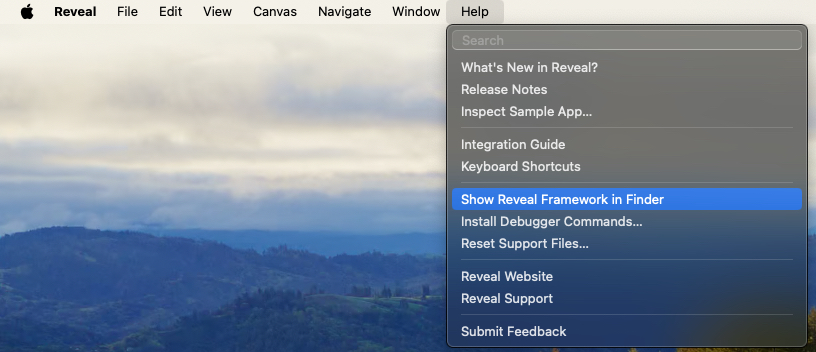 Reveal File Edit View Canvas Navigate Window Help
Search
What's New in Reveal?
Release Notes
Inspect Sample App...
Integration Guide
Keyboard Shortcuts
Show Reveal Framework in Finder
Install Debugger Commands...
Reset Support Files...
Reveal Website
Reveal Support
Submit Feedback